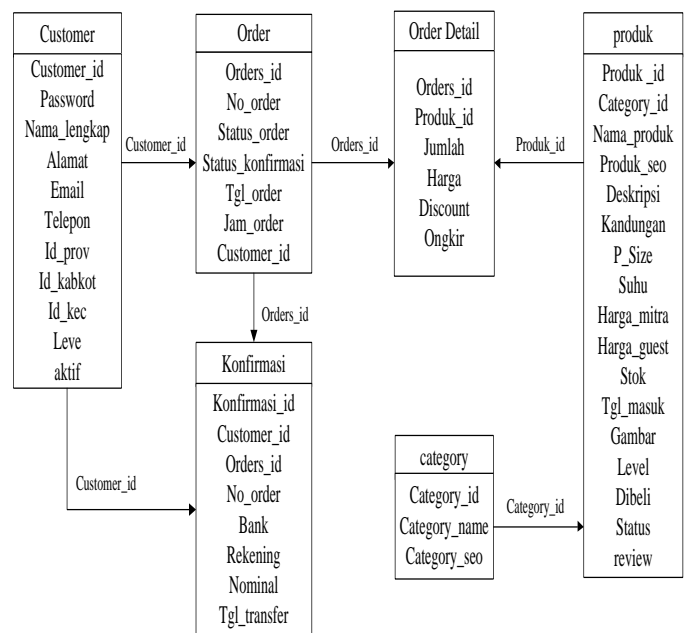 Customer
Customer_id
Password
Nama_lengkap
Alamat
Email
Telepon
Id_prov
Id_kabkot
Id_kec
Leve
aktif
Customer_id
Order
Orders_id
No_order
Status_order
Status_konfirmasi
Tgl_order
Jam_order
Customer_id
Orders_id
Order Detail
Orders_id
Produk_id
Jumlah
Harga
Discount
Ongkir
Produk_id
produk
Produk _id
Category_id
Nama_produk
Produk_seo
Deskripsi
Kandungan
P_Size
Suhu
Harga_mitra
Harga_guest
Stok
Tgl_masuk
Gambar
Level
Dibeli
Status
review
Orders_id
Customer_id
Konfirmasi
Konfirmasi_id
Customer_id
Orders_id
No_order
Bank
Rekening
Nominal
Tgl_transfer
category
Category_id
Category_name
Category_seo
Category_id